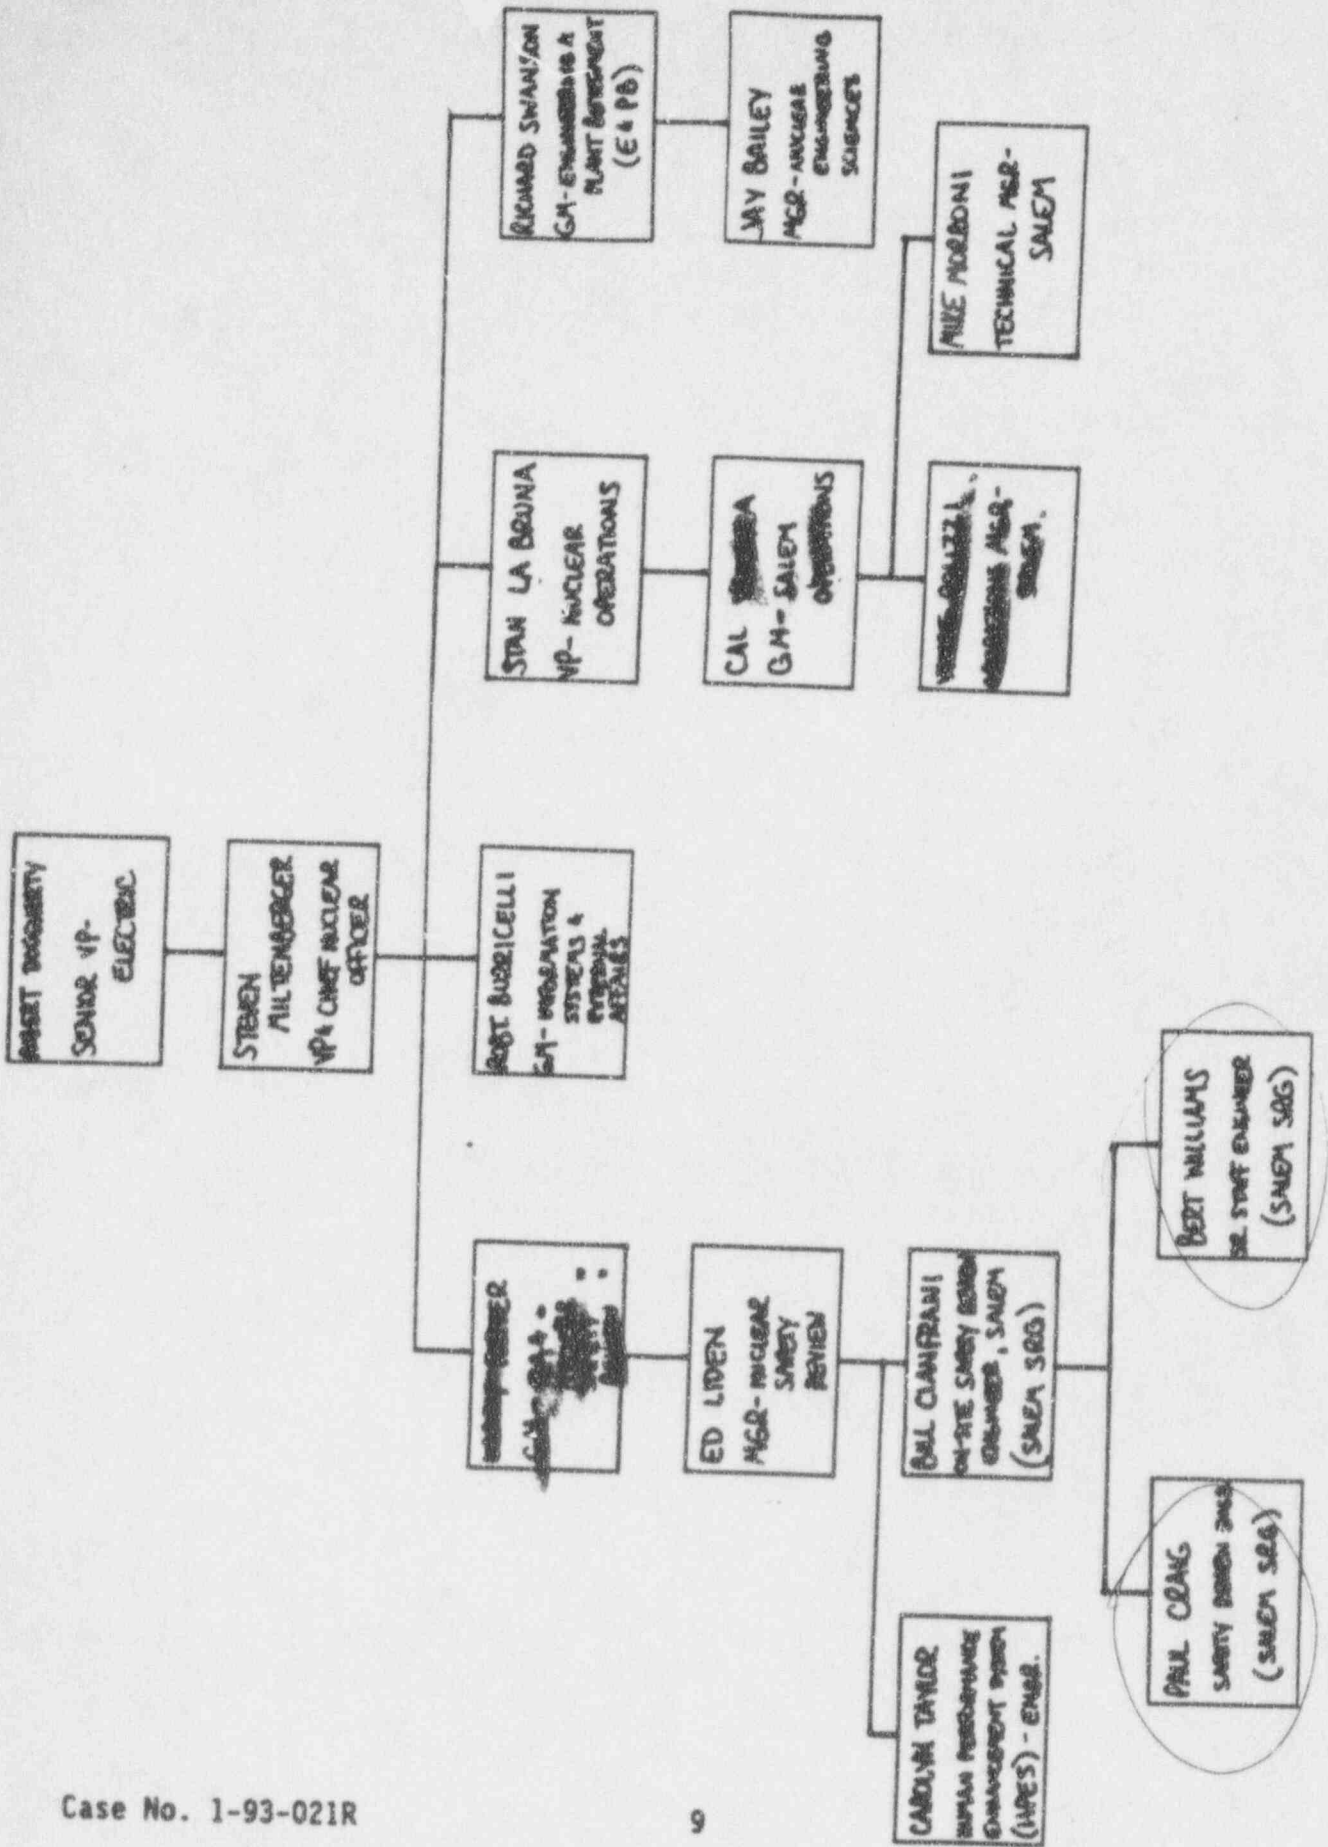 SENIOR VP-
ELECTRIC
STEVEN
MILTENBERGER
VP& CHIEF NUCLEAR
OFFICER
GM-
ED LIDEN
MGR-NUCLEAR
SAFETY
REVIEW
CAROLYN TAYLOR
HUMAN PERFORMANCE
ENHANCEMENT SYSTEM
(HPES) - ENGR.
BILL CIANFRANI
ON-SITE SAFETY REVIEW
ENGINEER, SALEM
(SALEM SRG)
PAUL CRAIG
SAFETY REVIEW ENGR.
(SALEM SRG)
BERT WILLIAMS
SR. STAFF ENGINEER
(SALEM SRG)
ROBT. BURRICELLI
GM- INFORMATION
SYSTEMS &
EXTERNAL
AFFAIRS
STAN LA BRUNA
VP- NUCLEAR
OPERATIONS
CAL
GM- SALEM
OPERATIONS
MGR-
SALEM.
MIKE MORRONI
TECHNICAL MGR-
SALEM
RICHARD SWANSON
GM- ENGINEERING &
PLANT BETTERMENT
(E&PB)
JAY BAILEY
MGR- NUCLEAR
ENGINEERING
SCIENCES
Case No. 1-93-021R
9